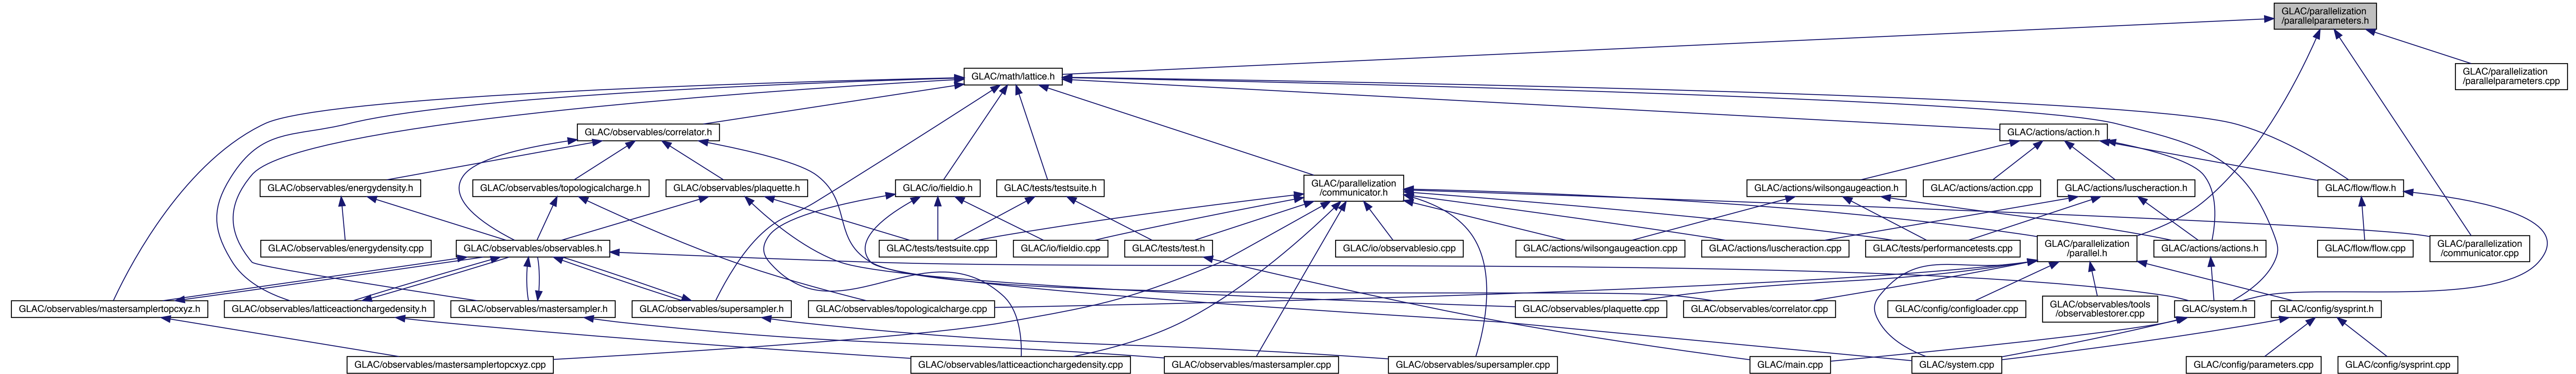 GLAC/parallelization
/parallelparameters.h
GLAC/math/lattice.h
GLAC/parallelization
/parallelparameters.cpp
GLAC/observables/correlator.h
GLAC/actions/action.h
GLAC/observables/energydensity.h
GLAC/observables/topologicalcharge.h
GLAC/observables/plaquette.h
GLAC/io/fieldio.h
GLAC/tests/testsuite.h
GLAC/parallelization
/communicator.h
GLAC/actions/wilsongaugeaction.h
GLAC/actions/action.cpp
GLAC/actions/luscheraction.h
GLAC/flow/flow.h
GLAC/observables/energydensity.cpp
GLAC/observables/observables.h
GLAC/tests/testsuite.cpp
GLAC/io/fieldio.cpp
GLAC/tests/test.h
GLAC/io/observablesio.cpp
GLAC/actions/wilsongaugeaction.cpp
GLAC/actions/luscheraction.cpp
GLAC/tests/performancetests.cpp
GLAC/parallelization
/parallel.h
GLAC/actions/actions.h
GLAC/flow/flow.cpp
GLAC/parallelization
/communicator.cpp
GLAC/observables/mastersamplertopcxyz.h
GLAC/observables/latticeactionchargedensity.h
GLAC/observables/mastersampler.h
GLAC/observables/supersampler.h
GLAC/observables/topologicalcharge.cpp
GLAC/observables/plaquette.cpp
GLAC/observables/correlator.cpp
GLAC/config/configloader.cpp
GLAC/observables/tools
/observablestorer.cpp
GLAC/system.h
GLAC/config/sysprint.h
GLAC/observables/mastersamplertopcxyz.cpp
GLAC/observables/latticeactionchargedensity.cpp
GLAC/observables/mastersampler.cpp
GLAC/observables/supersampler.cpp
GLAC/main.cpp
GLAC/system.cpp
GLAC/config/parameters.cpp
GLAC/config/sysprint.cpp